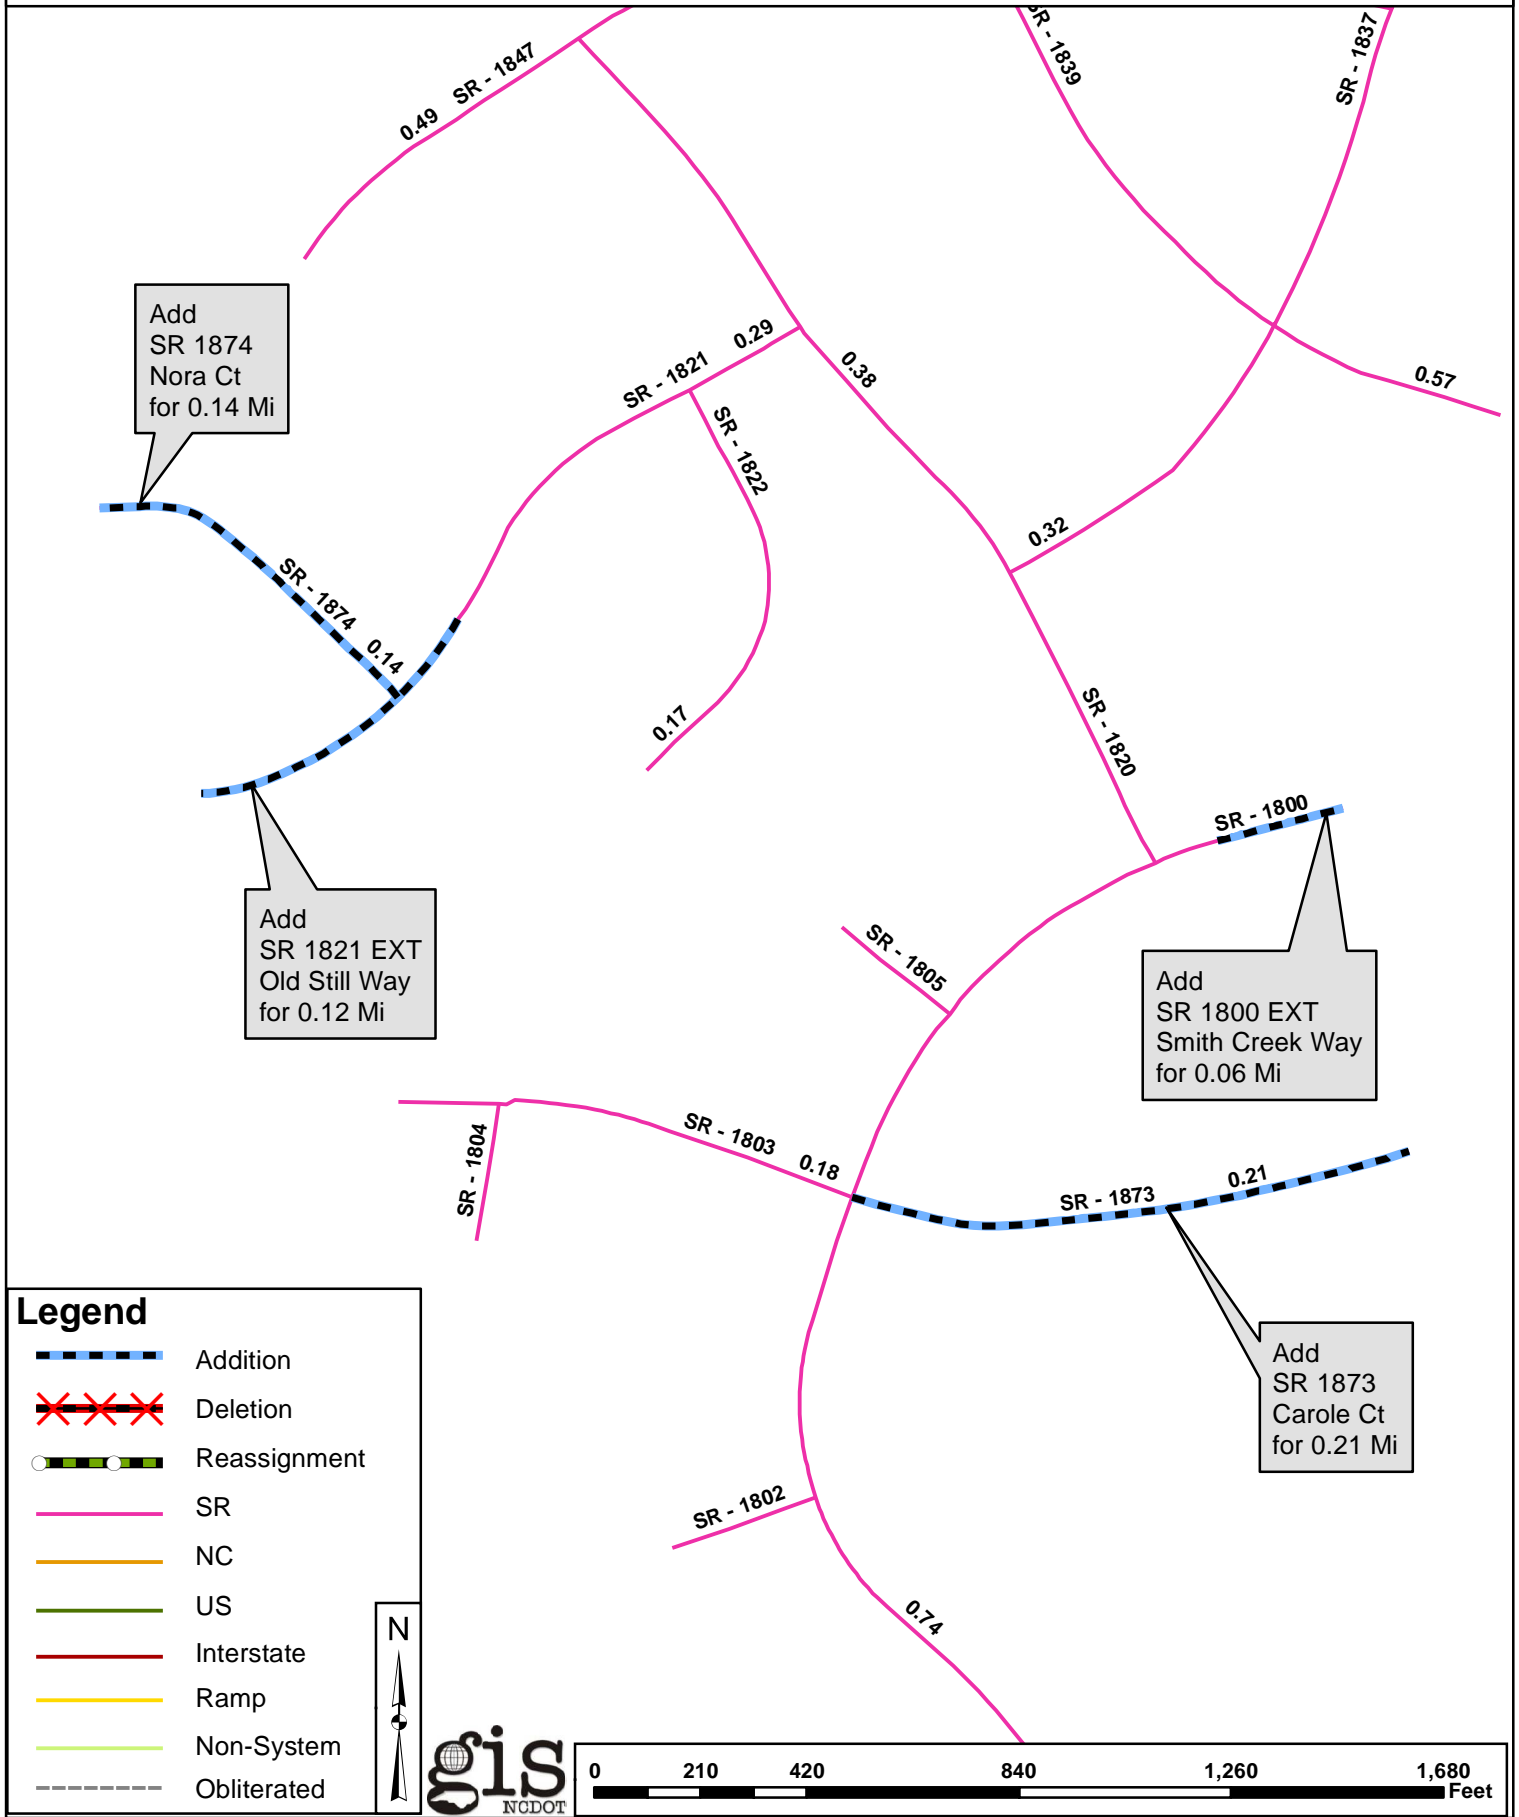 SR - 1847
0.49
SR - 1839
SR - 1837
Add
SR 1874
Nora Ct
for 0.14 Mi
SR - 1821
0.29
0.38
0.57
SR - 1822
0.32
SR - 1874
0.14
0.17
SR - 1820
SR - 1800
Add
SR 1821 EXT
Old Still Way
for 0.12 Mi
SR - 1805
Add
SR 1800 EXT
Smith Creek Way
for 0.06 Mi
SR - 1804
SR - 1803
0.18
SR - 1873
0.21
Add
SR 1873
Carole Ct
for 0.21 Mi
SR - 1802
0.74
Legend
Addition
Deletion
Reassignment
SR
NC
US
Interstate
Ramp
Non-System
Obliterated
N
gis
NCDOT
0 210 420 840 1,260 1,680
Feet